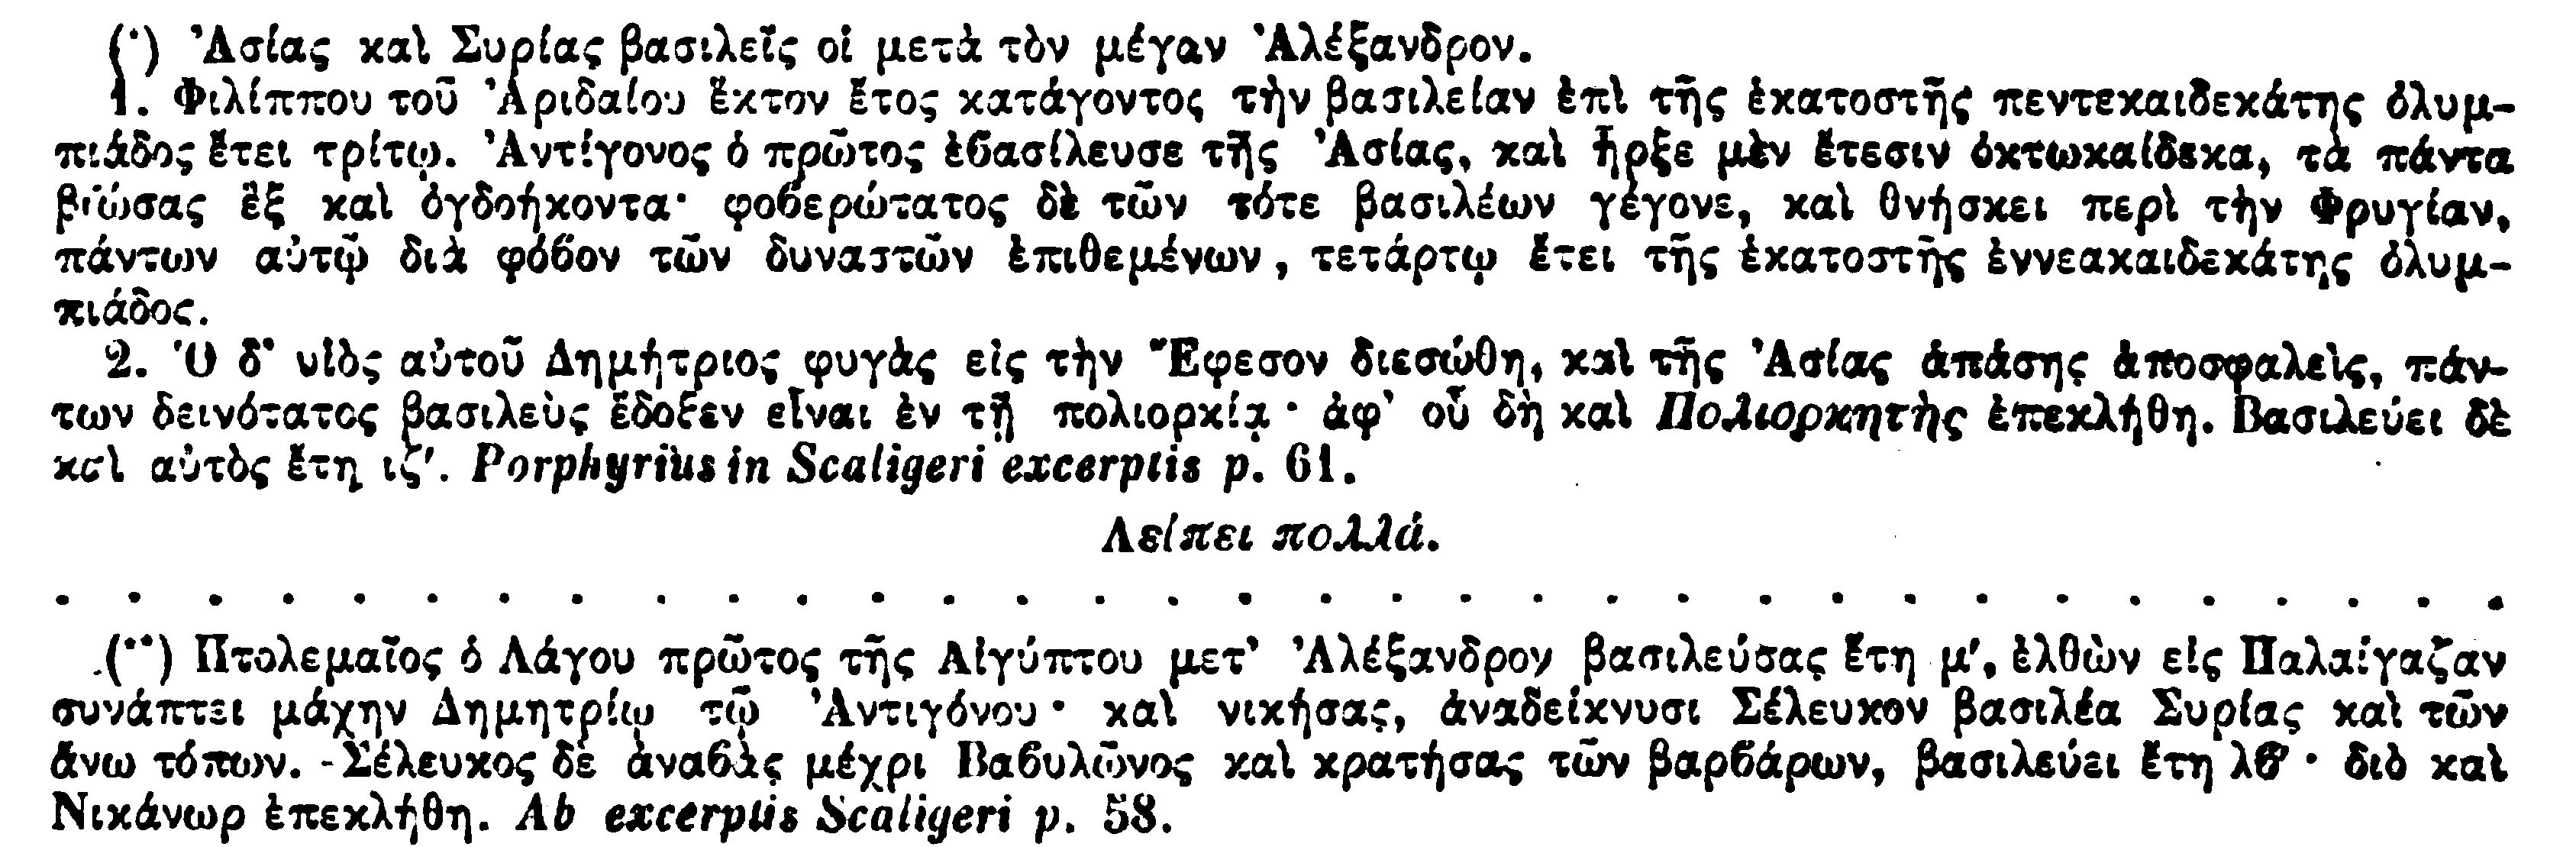 (*) Ἀσίας καὶ Συρίας βασιλεῖς οἱ μετὰ τὸν μέγαν Ἀλέξανδρον.
1. Φιλίππου τοῦ Ἀριδαίου ἕκτον ἔτος κατάγοντος τὴν βασιλείαν ἐπὶ τῆς ἑκατοστῆς πεντεκαιδεκάτης ὀλυμ-
πιάδος ἔτει τρίτῳ. Ἀντίγονος ὁ πρῶτος ἐϐασίλευσε τῆς Ἀσίας, καὶ ἦρξε μὲν ἔτεσιν ὀκτωκαίδεκα, τὰ πάντα
βιώσας ἓξ καὶ ὀγδοήκοντα· φοϐερώτατος δὲ τῶν τότε βασιλέων γέγονε, καὶ θνήσκει περὶ τὴν Φρυγίαν,
πάντων αὐτῷ διὰ φόϐον τῶν δυναστῶν ἐπιθεμένων, τετάρτῳ ἔτει τῆς ἑκατοστῆς ἐννεακαιδεκάτης ὀλυμ-
πιάδος.
2. Ὁ δ' υἱὸς αὐτοῦ Δημήτριος φυγὰς εἰς τὴν Ἔφεσον διεσώθη, καὶ τῆς Ἀσίας ἁπάσης ἀποσφαλεὶς, πάν-
των δεινότατος βασιλεὺς ἔδοξεν εἶναι ἐν τῇ πολιορκίᾳ· ἀφ' οὗ δὴ καὶ Πολιορκητὴς ἐπεκλήθη. Βασιλεύει δὲ
καὶ αὐτὸς ἔτη ιζ'. Porphyrius in Scaligeri excerptis p. 61.
Λείπει πολλά.
. . . . . . . . . . . . . . . . . . . . . . . . . . . . . . . . . .
(**) Πτολεμαῖος ὁ Λάγου πρῶτος τῆς Αἰγύπτου μετ' Ἀλέξανδρον βασιλεύσας ἔτη μ', ἐλθὼν εἰς Παλαίγαζαν
συνάπτει μάχην Δημητρίῳ τῷ Ἀντιγόνου· καὶ νικήσας, ἀναδείκνυσι Σέλευκον βασιλέα Συρίας καὶ τῶν
ἄνω τόπων. - Σέλευκος δὲ ἀναϐὰς μέχρι Βαϐυλῶνος καὶ κρατήσας τῶν βαρϐάρων, βασιλεύει ἔτη λϐ'· διὸ καὶ
Νικάνωρ ἐπεκλήθη. Ab excerptis Scaligeri p. 58.